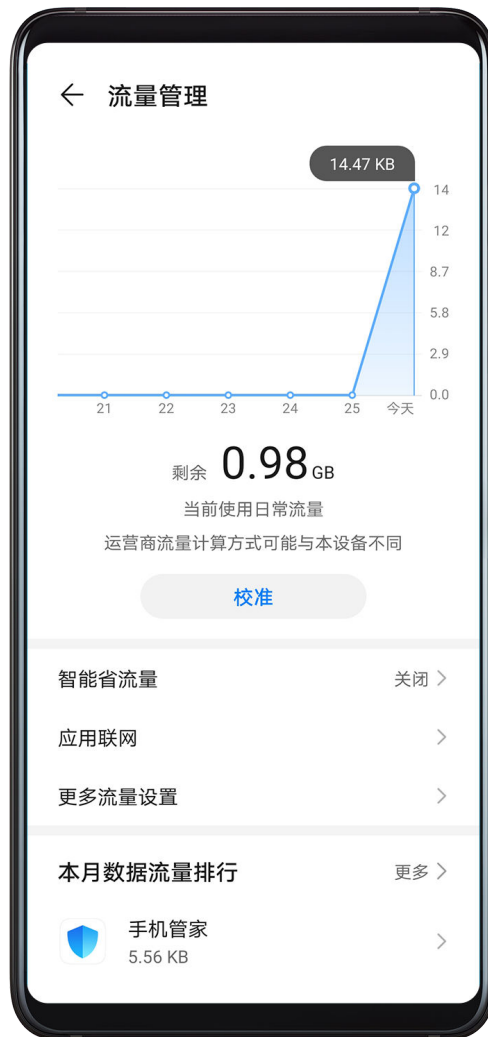 流量管理
14.47 KB
14
12
8.7
5.8
2.9
0.0
21 22 23 24 25 今天
剩余 0.98 GB
当前使用日常流量
运营商流量计算方式可能与本设备不同
校准
智能省流量 关闭
应用联网
更多流量设置
本月数据流量排行 更多
手机管家
5.56 KB